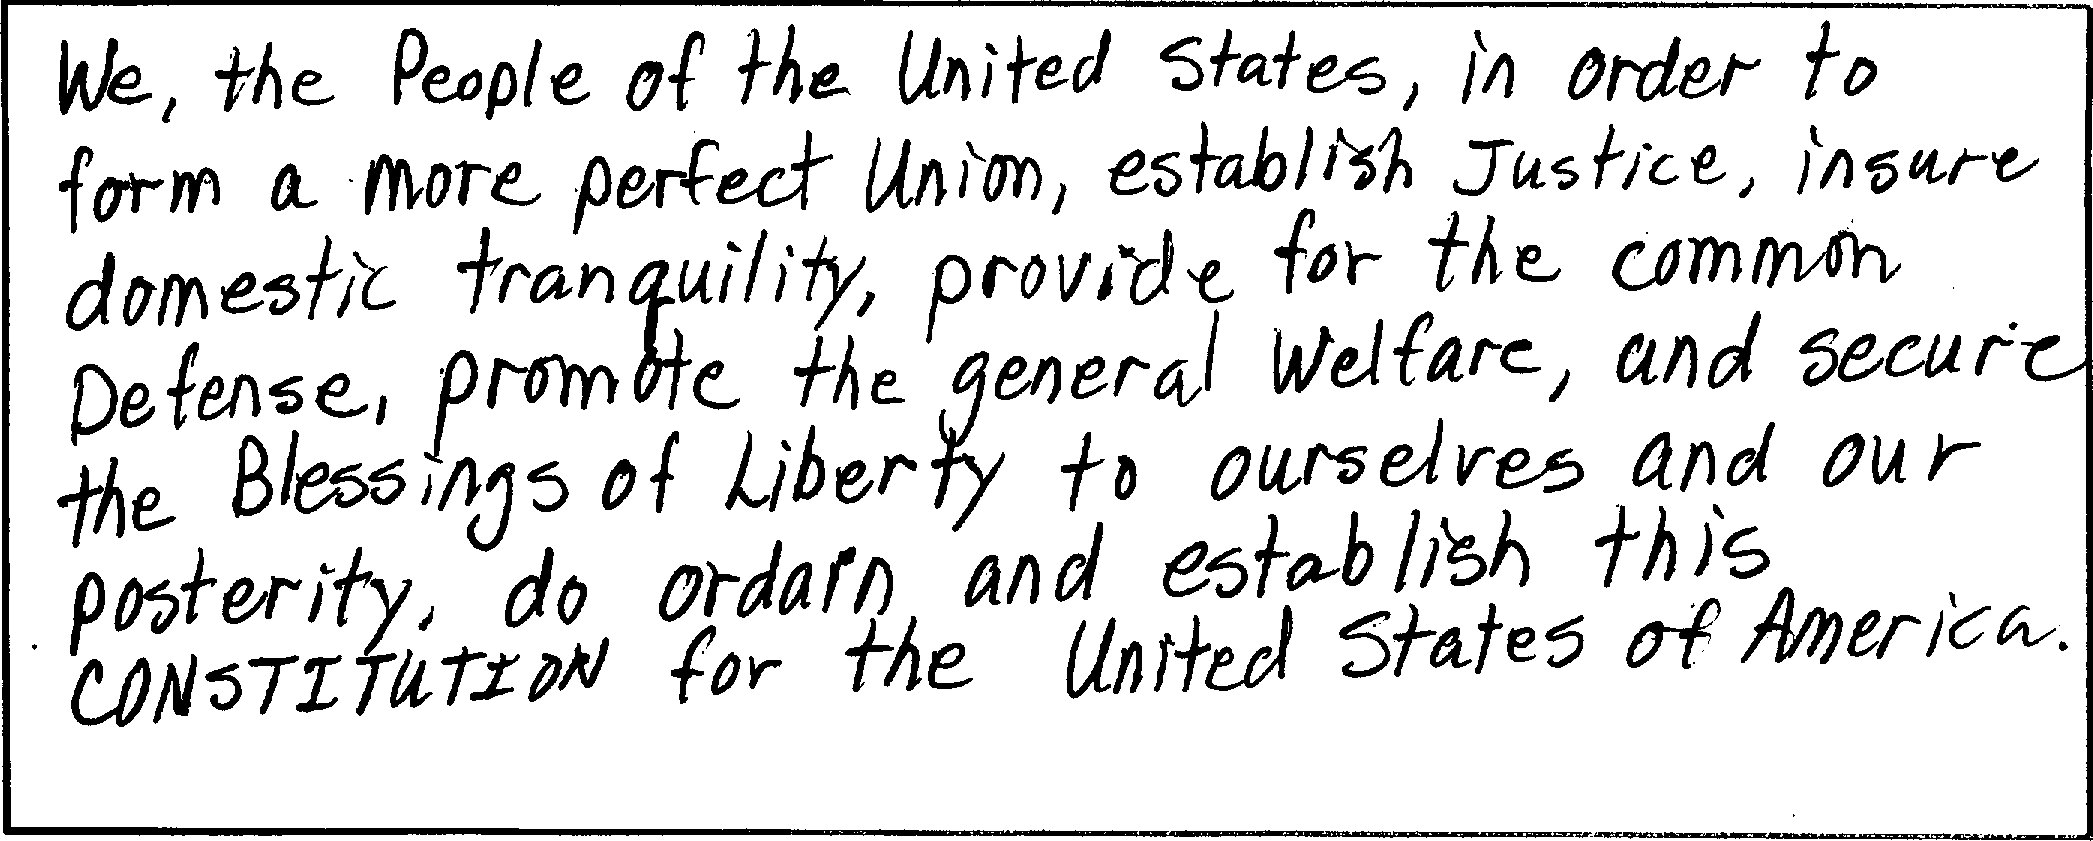 We, the People of the United States, in order to
form a more perfect Union, establish Justice, insure
domestic tranquility, provide for the common
Defense, promote the general Welfare, and secure
the Blessings of Liberty to ourselves and our
posterity, do ordain and establish this
CONSTITUTION for the United States of America.